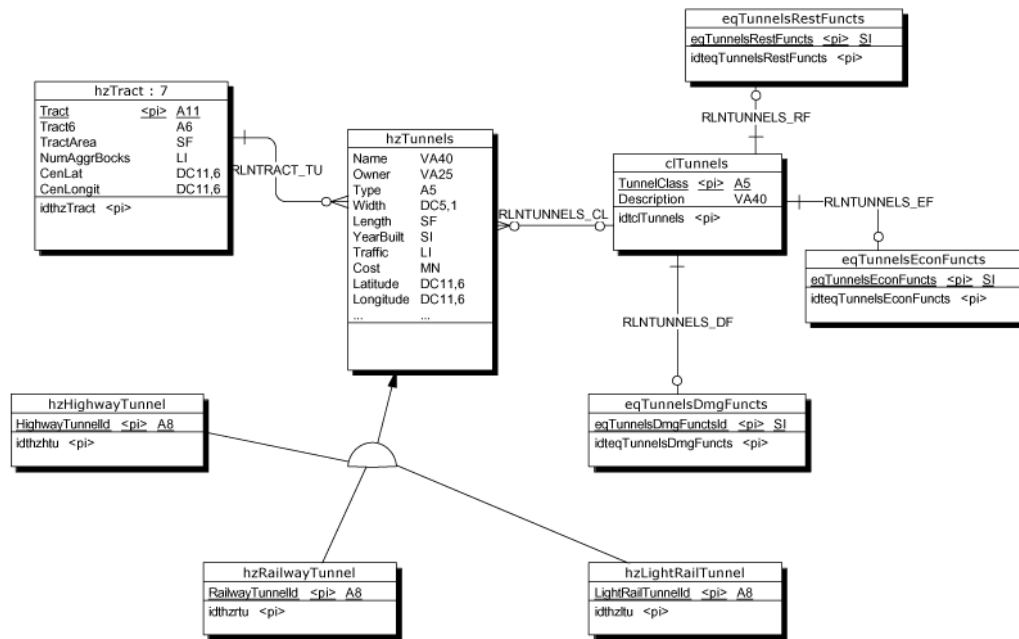 eqTunnelsRestFuncts
eqTunnelsRestFuncts <pi> SI
idteqTunnelsRestFuncts <pi>
hzTract : 7
Tract <pi> A11
Tract6 A6
TractArea SF
NumAggrBocks LI
CenLat DC11,6
CenLongit DC11,6
idthzTract <pi>
RLNTRACT_TU
hzTunnels
Name VA40
Owner VA25
Type A5
Width DC5,1
Length SF
YearBuilt SI
Traffic LI
Cost MN
Latitude DC11,6
Longitude DC11,6
... ...
RLNTUNNELS_RF
clTunnels
TunnelClass <pi> A5
Description VA40
idtclTunnels <pi>
RLNTUNNELS_CL
RLNTUNNELS_EF
eqTunnelsEconFuncts
eqTunnelsEconFuncts <pi> SI
idteqTunnelsEconFuncts <pi>
RLNTUNNELS_DF
eqTunnelsDmgFuncts
eqTunnelsDmgFunctsId <pi> SI
idteqTunnelsDmgFuncts <pi>
hzHighwayTunnel
HighwayTunnelId <pi> A8
idthzhtu <pi>
hzRailwayTunnel
RailwayTunnelId <pi> A8
idthzrtu <pi>
hzLightRailTunnel
LightRailTunnelId <pi> A8
idthzltu <pi>